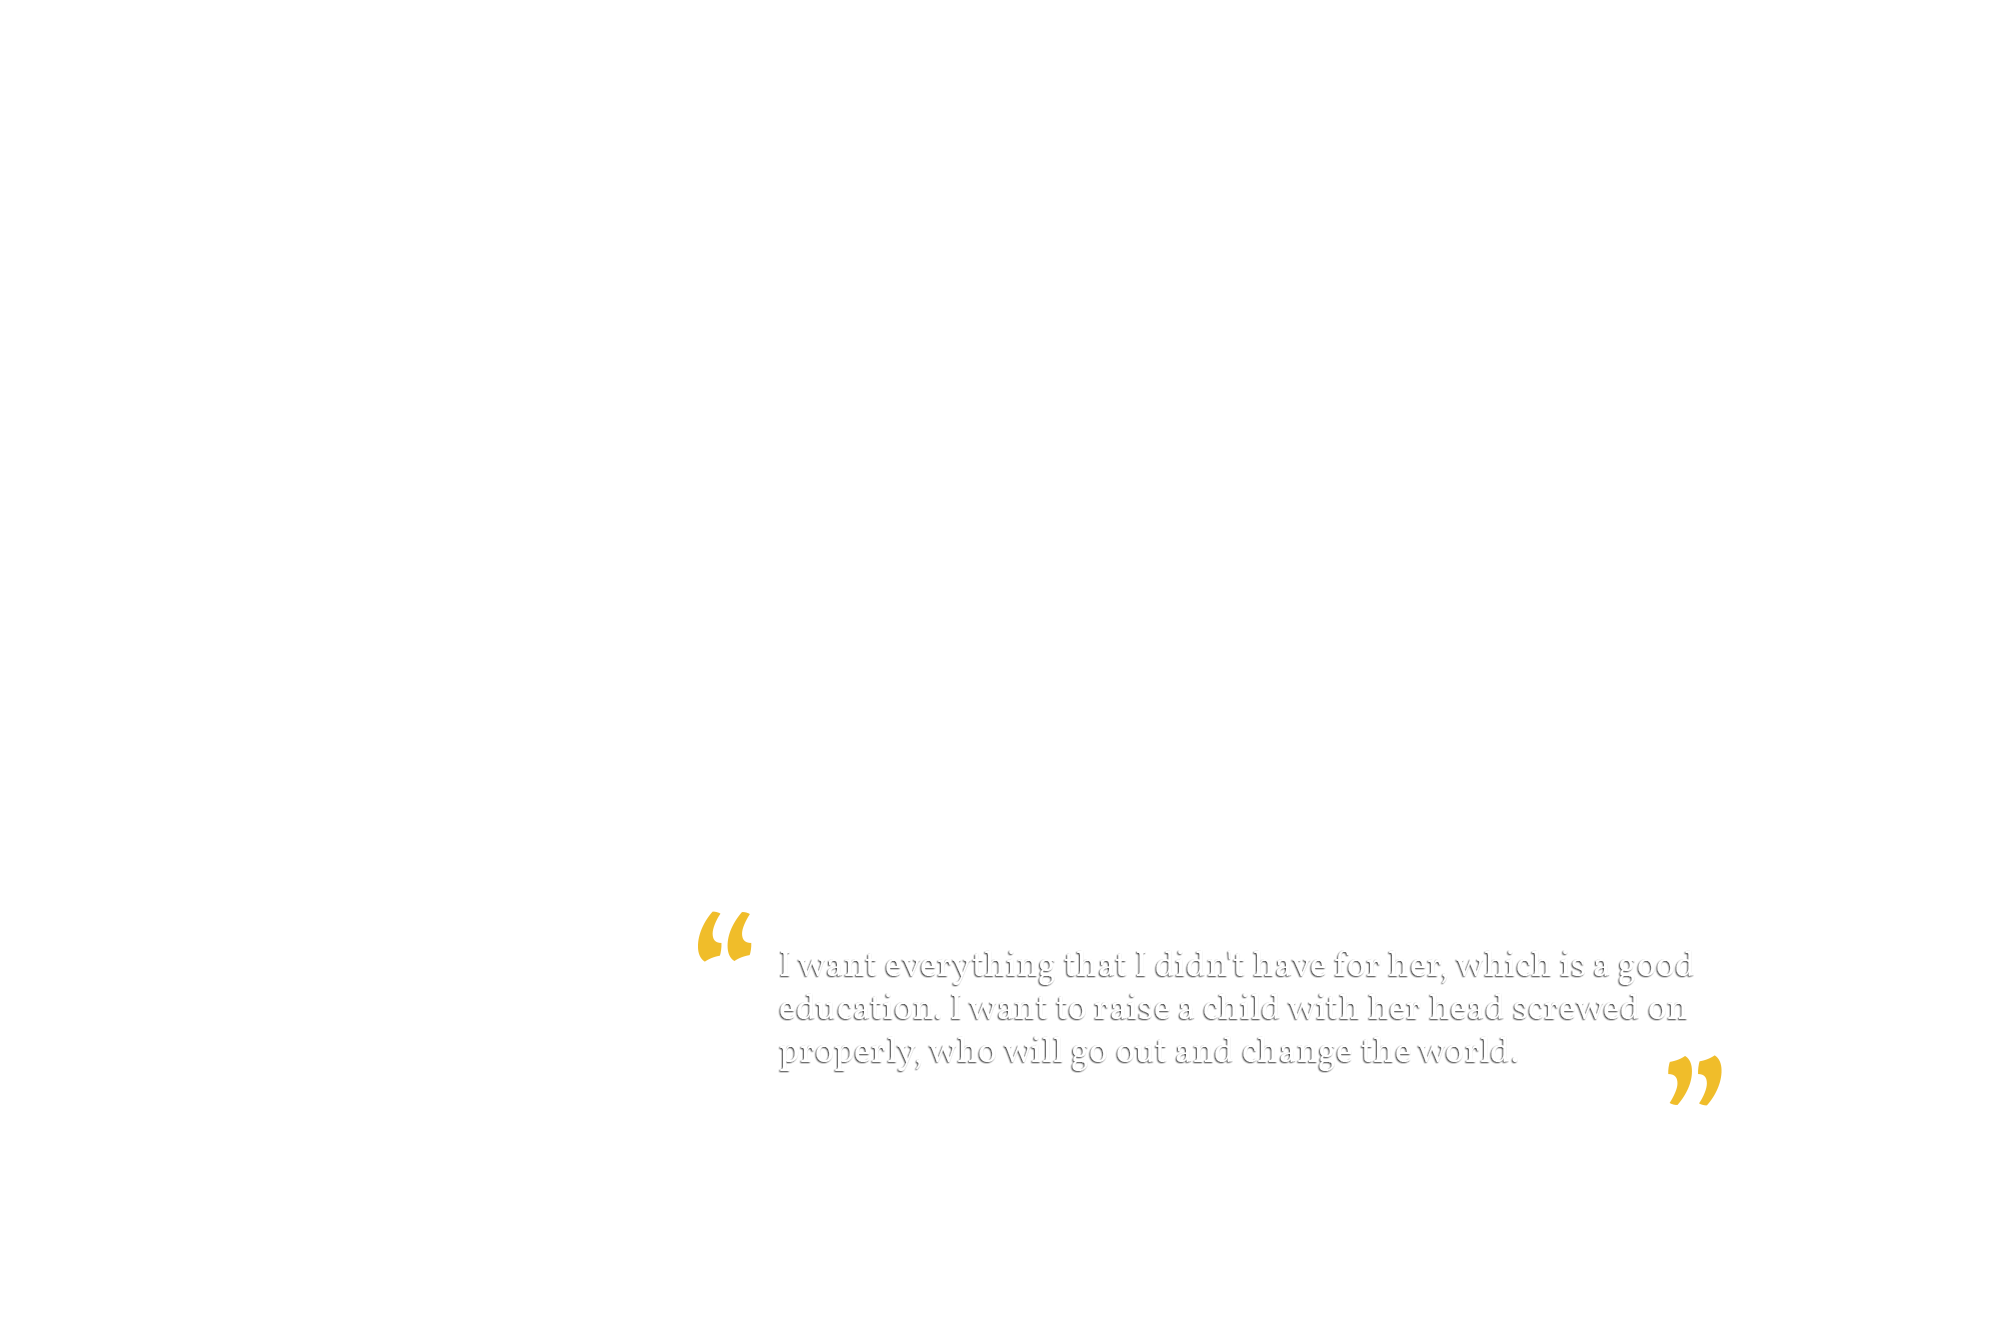 “I want everything that I didn't have for her, which is a good
education. I want to raise a child with her head screwed on
properly, who will go out and change the world.”